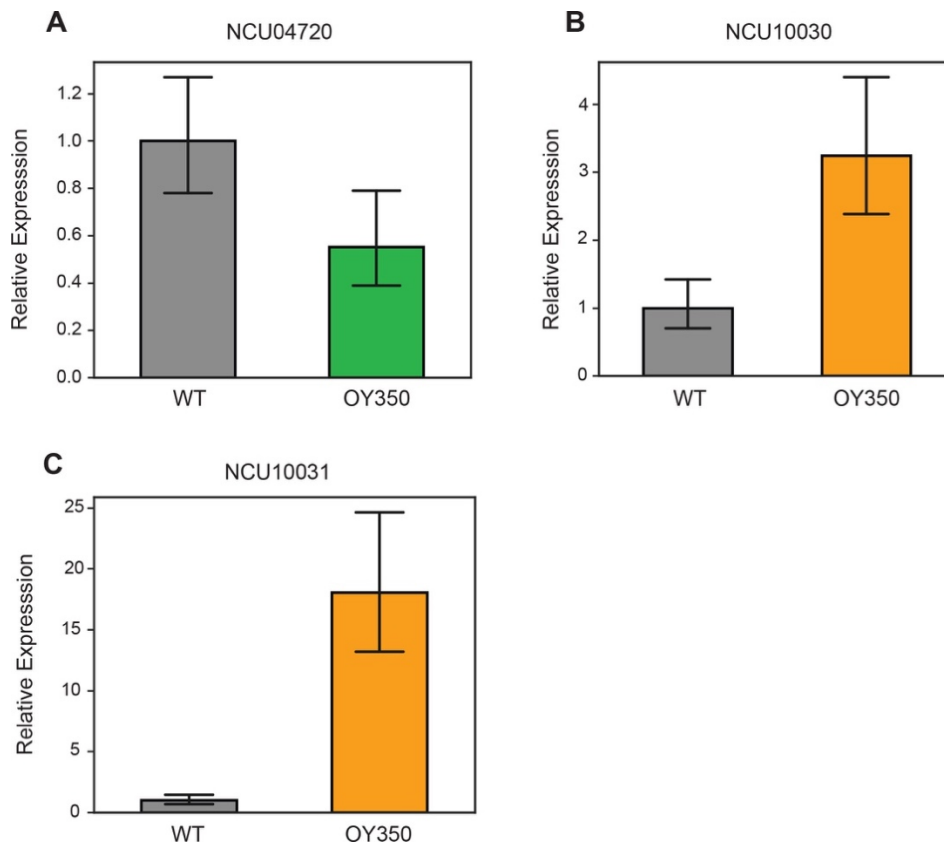 A
NCU04720
Relative Expresssion
1.2
1.0
0.8
0.6
0.4
0.2
0.0
WT
OY350
B
NCU10030
Relative Expresssion
4
3
2
1
0
WT
OY350
C
NCU10031
Relative Expresssion
25
20
15
10
5
0
WT
OY350